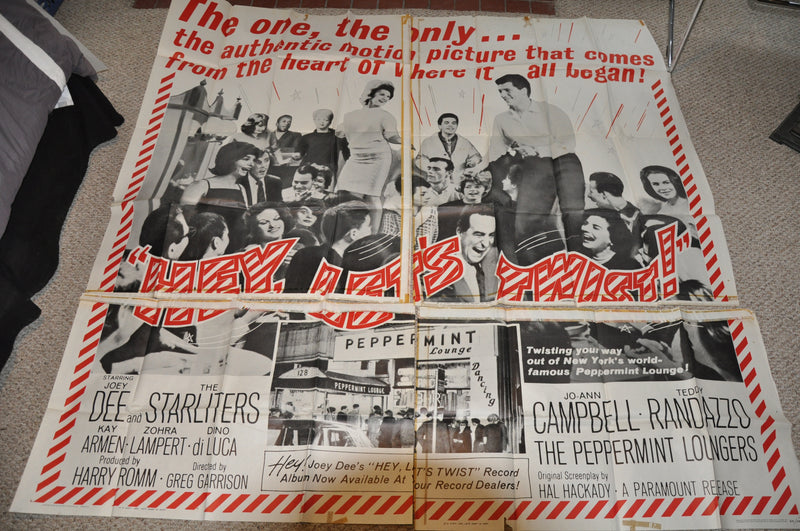 The one, the only...
the authentic motion picture that comes
from the heart of where it all began!
"HEY, LET'S TWIST!"
PEPPERMINT
Lounge
128
PEPPERMINT LOUNGE
Dancing
Twisting your way
out of New York's world-
famous Peppermint Lounge!
STARRING
JOEY DEE and THE STARLITERS
KAY ARMEN · ZOHRA LAMPERT · DINO di LUCA
Produced by HARRY ROMM
Directed by GREG GARRISON
JO-ANN CAMPBELL · TEDDY RANDAZZO
THE PEPPERMINT LOUNGERS
Original Screenplay by
HAL HACKADY · A PARAMOUNT RELEASE
Hey! Joey Dee's "HEY, LET'S TWIST" Record
Album Now Available At Your Record Dealers!